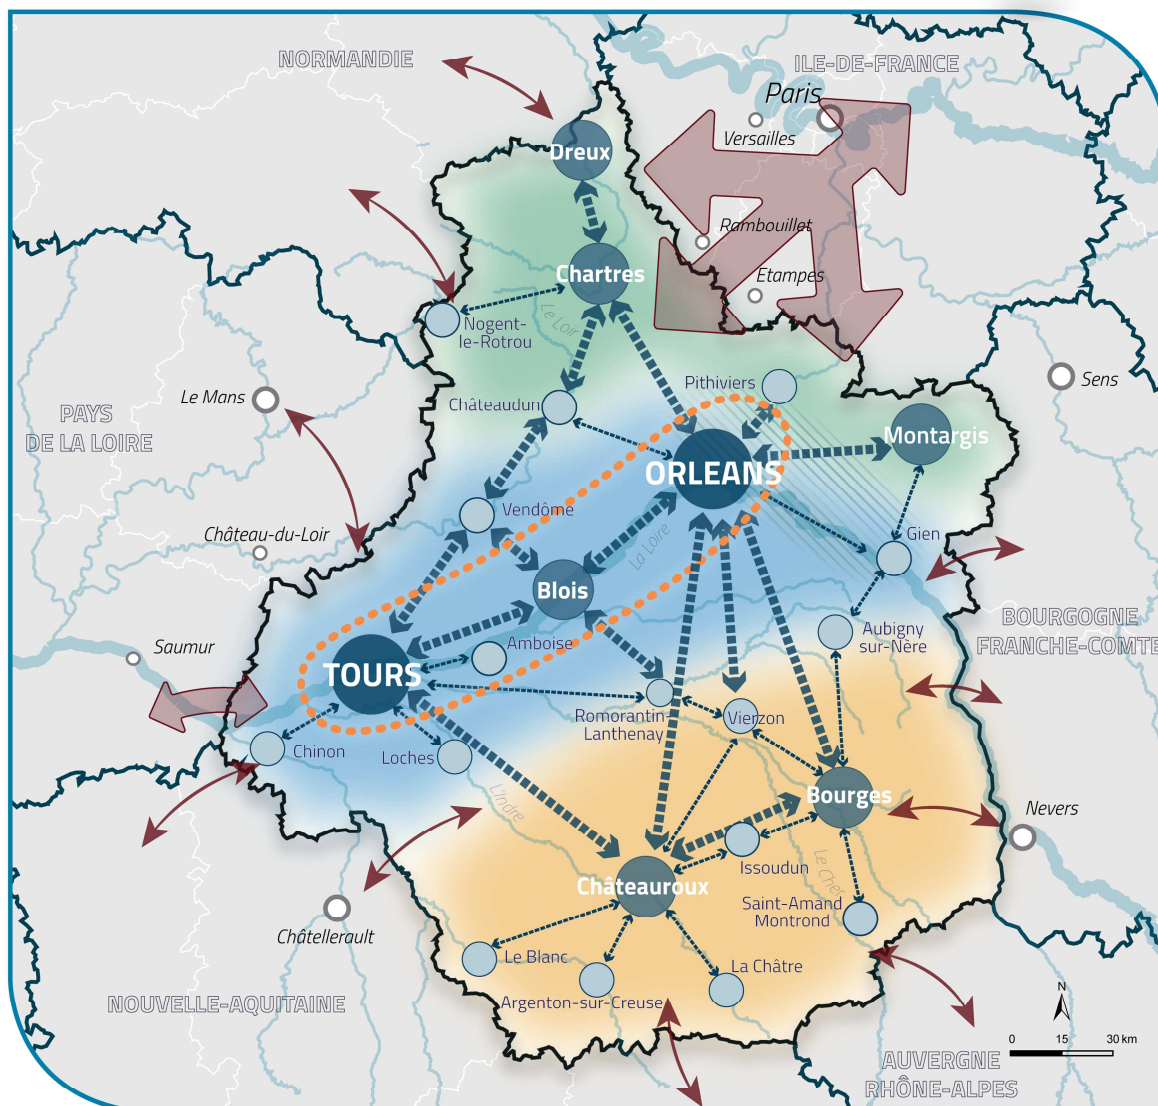 NORMANDIE
ILE-DE-FRANCE
Paris
Versailles
Dreux
Rambouillet
Chartres
Etampes
Le Loir
Nogent-
le-Rotrou
Pithiviers
Sens
Le Mans
Châteaudun
PAYS
DE LA LOIRE
Montargis
ORLEANS
Vendôme
Château-du-Loir
La Loire
Gien
Blois
BOURGOGNE
FRANCHE-COMTE
Saumur
Amboise
Aubigny
sur-Nère
TOURS
Romorantin-
Lanthenay
Vierzon
Chinon
Loches
L'Indre
Bourges
Nevers
Issoudun
Le Cher
Châteauroux
Saint-Amand
Montrond
Châtellerault
Le Blanc
La Châtre
Argenton-sur-Creuse
NOUVELLE-AQUITAINE
N
0 15 30 km
AUVERGNE
RHÔNE-ALPES